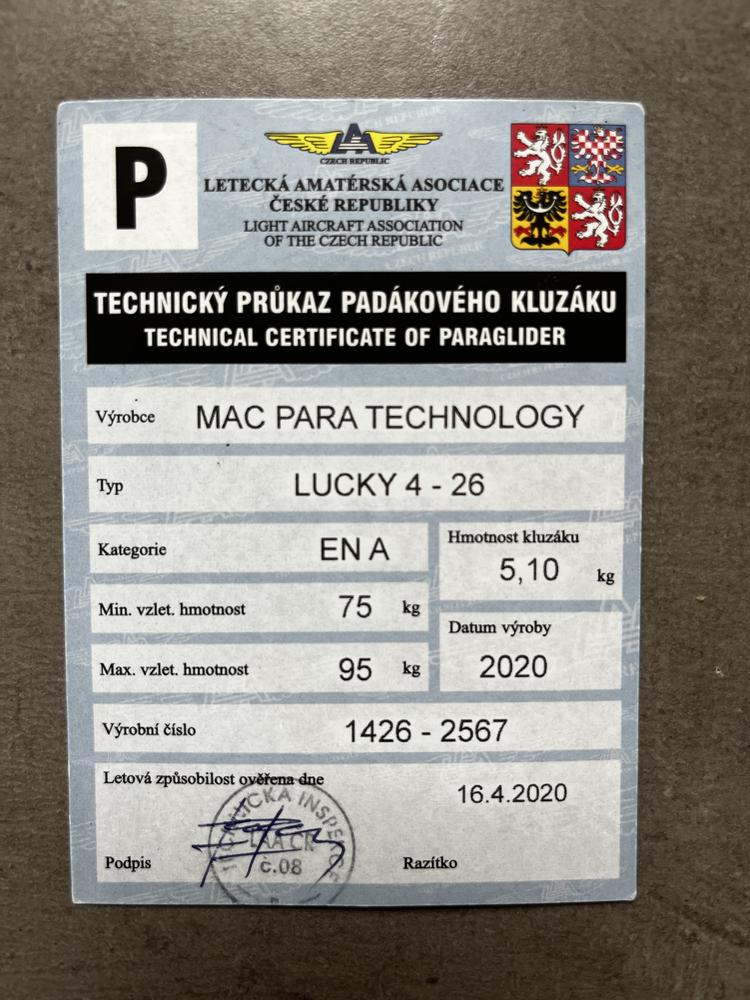 P
CZECH REPUBLIC
LETECKÁ AMATÉRSKÁ ASOCIACE
ČESKÉ REPUBLIKY
LIGHT AIRCRAFT ASSOCIATION
OF THE CZECH REPUBLIC
TECHNICKÝ PRŮKAZ PADÁKOVÉHO KLUZÁKU
TECHNICAL CERTIFICATE OF PARAGLIDER
Výrobce MAC PARA TECHNOLOGY
Typ LUCKY 4 - 26
Kategorie EN A
Hmotnost kluzáku
5,10 kg
Min. vzlet. hmotnost 75 kg
Datum výroby
2020
Max. vzlet. hmotnost 95 kg
Výrobní číslo 1426 - 2567
Letová způsobilost ověřena dne
16.4.2020
LAA ČR
č.08
Podpis
Razítko